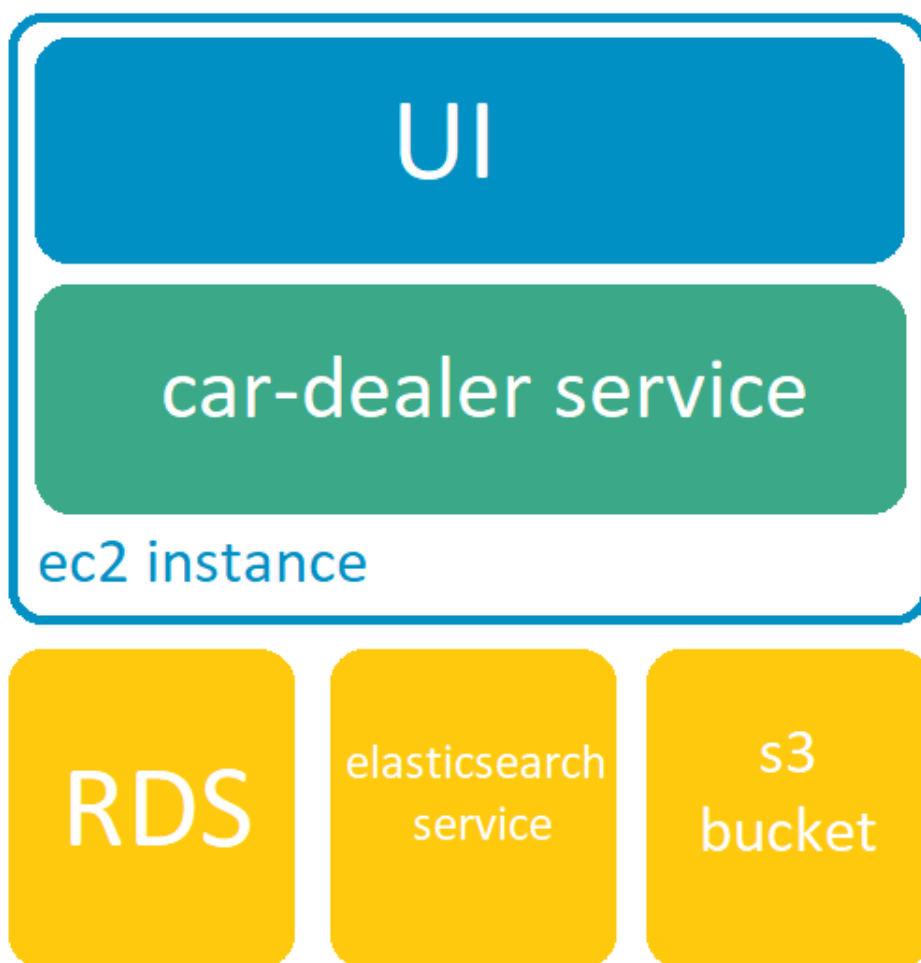 UI
car-dealer service
ec2 instance
RDS
elasticsearch
service
s3
bucket